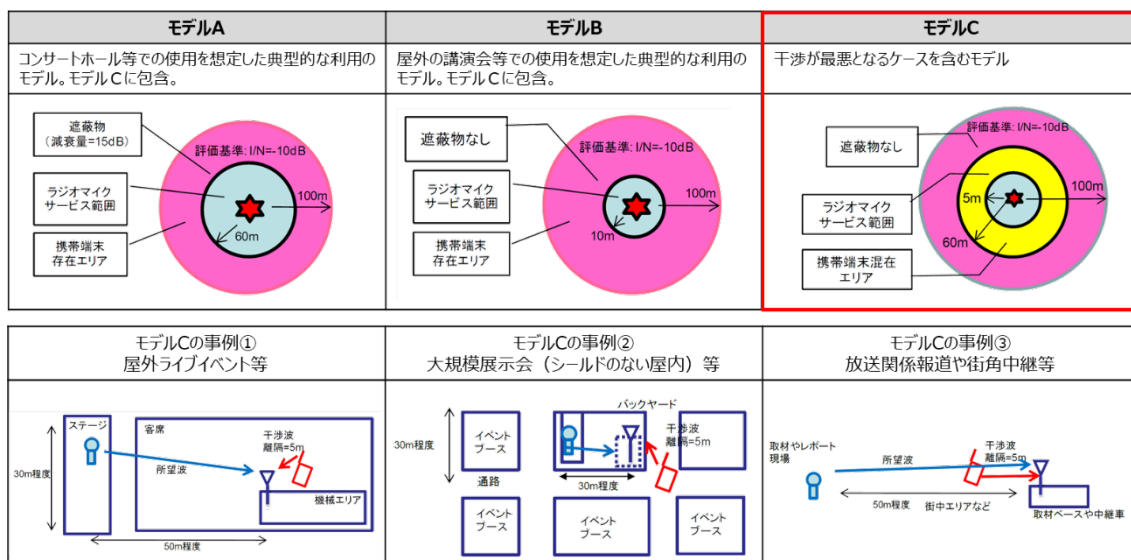 モデルA
コンサートホール等での使用を想定した典型的な利用の
モデル。モデルCに包含。
遮蔽物
(減衰量=15dB)
評価基準: I/N=-10dB
ラジオマイク
サービス範囲
100m
60m
携帯端末
存在エリア
モデルB
屋外の講演会等での使用を想定した典型的な利用の
モデル。モデルCに包含。
遮蔽物なし
評価基準: I/N=-10dB
ラジオマイク
サービス範囲
100m
10m
携帯端末
存在エリア
モデルC
干渉が最悪となるケースを含むモデル
評価基準: I/N=-10dB
遮蔽物なし
ラジオマイク
サービス範囲
5m
100m
60m
携帯端末混在
エリア
モデルCの事例①
屋外ライブイベント等
ステージ
客席
干渉波
離隔=5m
30m程度
所望波
機械エリア
50m程度
モデルCの事例②
大規模展示会（シールドのない屋内）等
バックヤード
イベント
ブース
干渉波
離隔=5m
30m程度
通路
30m程度
イベント
ブース
イベント
ブース
イベント
ブース
モデルCの事例③
放送関係報道や街角中継等
取材やレポート
現場
干渉波
離隔=5m
所望波
50m程度
街中エリアなど
取材ベースや中継車